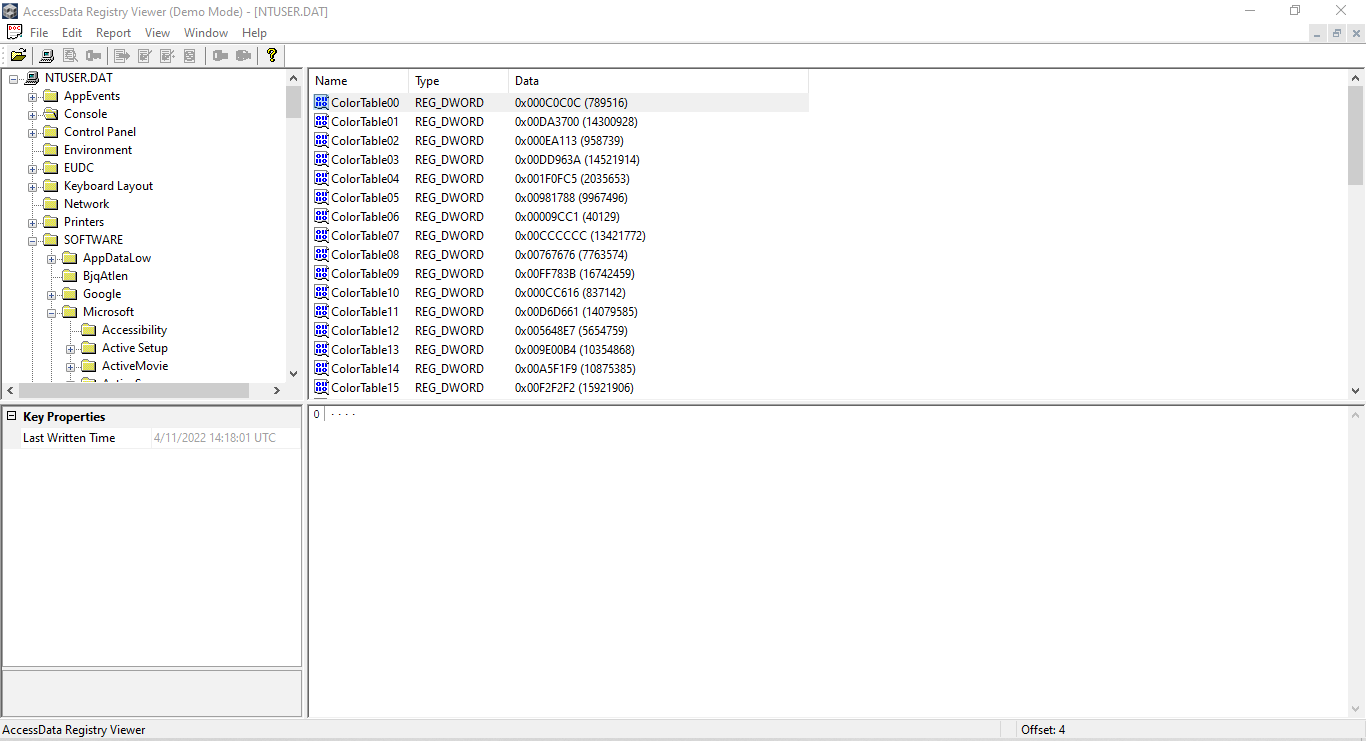 AccessData Registry Viewer (Demo Mode) - [NTUSER.DAT]
File Edit Report View Window Help
NTUSER.DAT
AppEvents
Console
Control Panel
Environment
EUDC
Keyboard Layout
Network
Printers
SOFTWARE
AppDataLow
BjqAtlen
Google
Microsoft
Accessibility
Active Setup
ActiveMovie
Name Type Data
ColorTable00 REG_DWORD 0x000C0C0C (789516)
ColorTable01 REG_DWORD 0x00DA3700 (14300928)
ColorTable02 REG_DWORD 0x000EA113 (958739)
ColorTable03 REG_DWORD 0x00DD963A (14521914)
ColorTable04 REG_DWORD 0x001F0FC5 (2035653)
ColorTable05 REG_DWORD 0x00981788 (9967496)
ColorTable06 REG_DWORD 0x00009CC1 (40129)
ColorTable07 REG_DWORD 0x00CCCCCC (13421772)
ColorTable08 REG_DWORD 0x00767676 (7763574)
ColorTable09 REG_DWORD 0x00FF783B (16742459)
ColorTable10 REG_DWORD 0x000CC616 (837142)
ColorTable11 REG_DWORD 0x00D6D661 (14079585)
ColorTable12 REG_DWORD 0x005648E7 (5654759)
ColorTable13 REG_DWORD 0x009E00B4 (10354868)
ColorTable14 REG_DWORD 0x00A5F1F9 (10875385)
ColorTable15 REG_DWORD 0x00F2F2F2 (15921906)
Key Properties
Last Written Time 4/11/2022 14:18:01 UTC
0 ....
AccessData Registry Viewer
Offset: 4